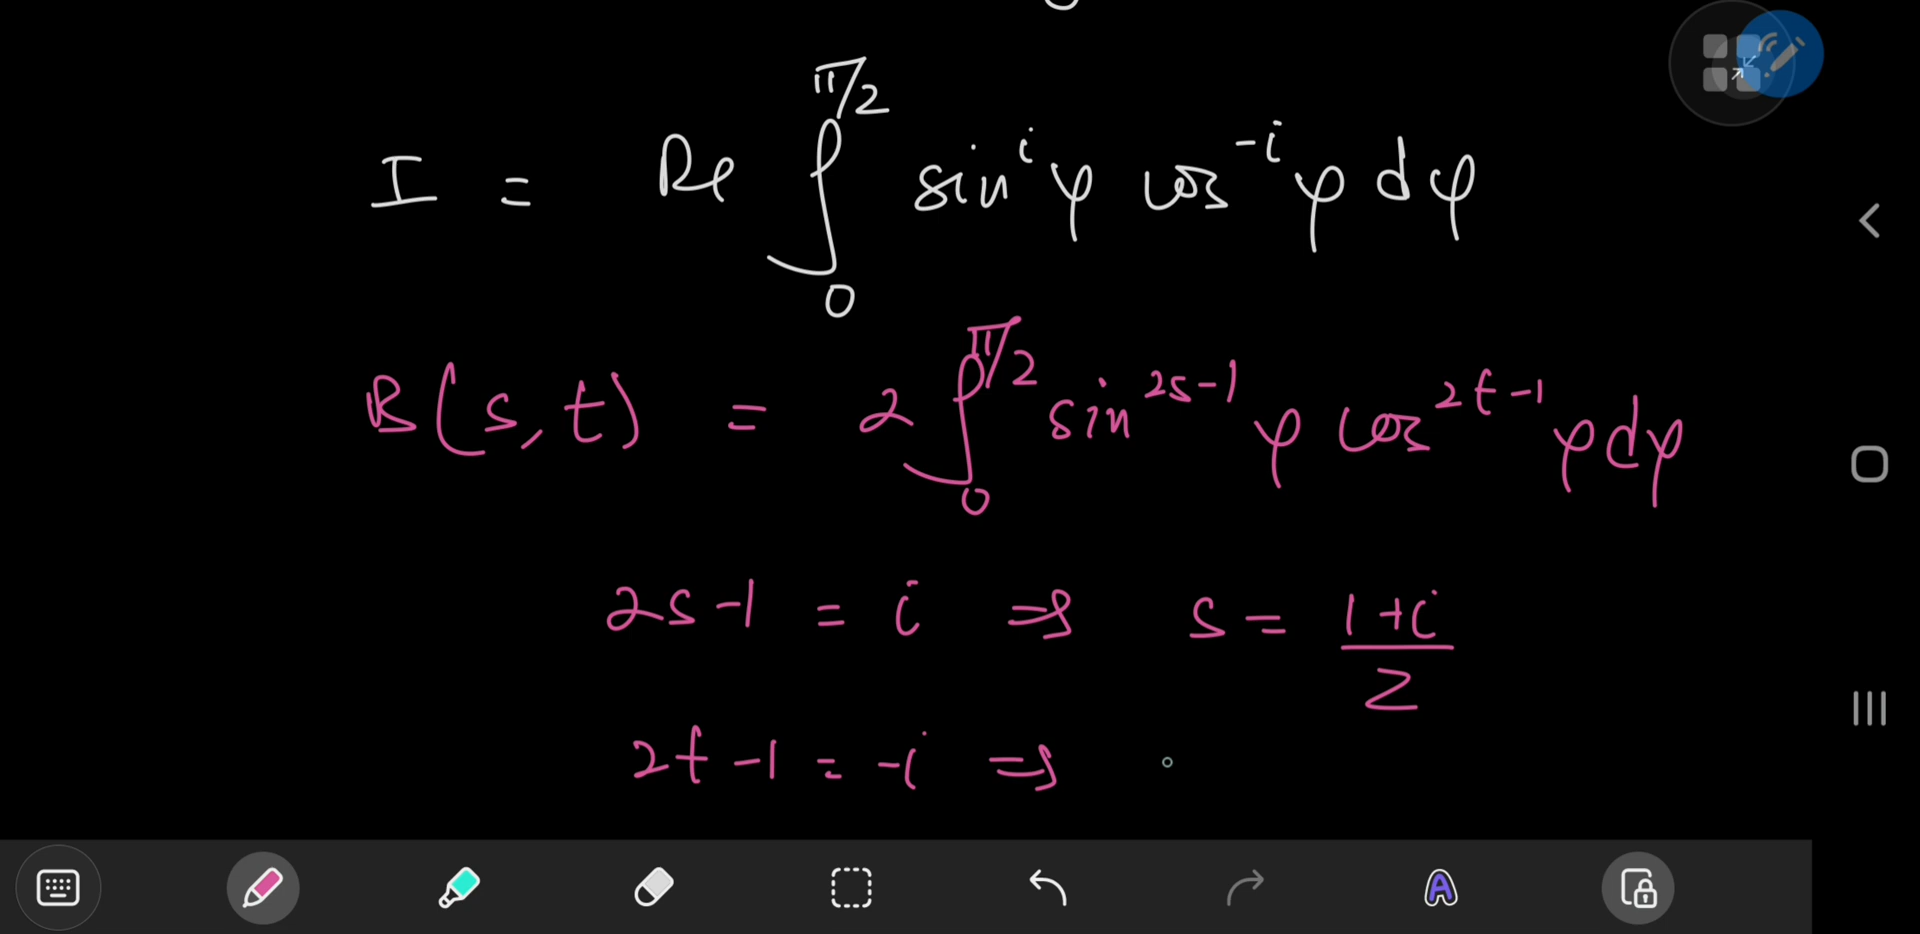 I = Re ∫₀^{π/2} sin^i φ cos^{-i} φ dφ
B(s, t) = 2 ∫₀^{π/2} sin^{2s-1} φ cos^{2t-1} φ dφ
2s - 1 = i ⇒ s = (1+i)/2
2t - 1 = -i ⇒
A